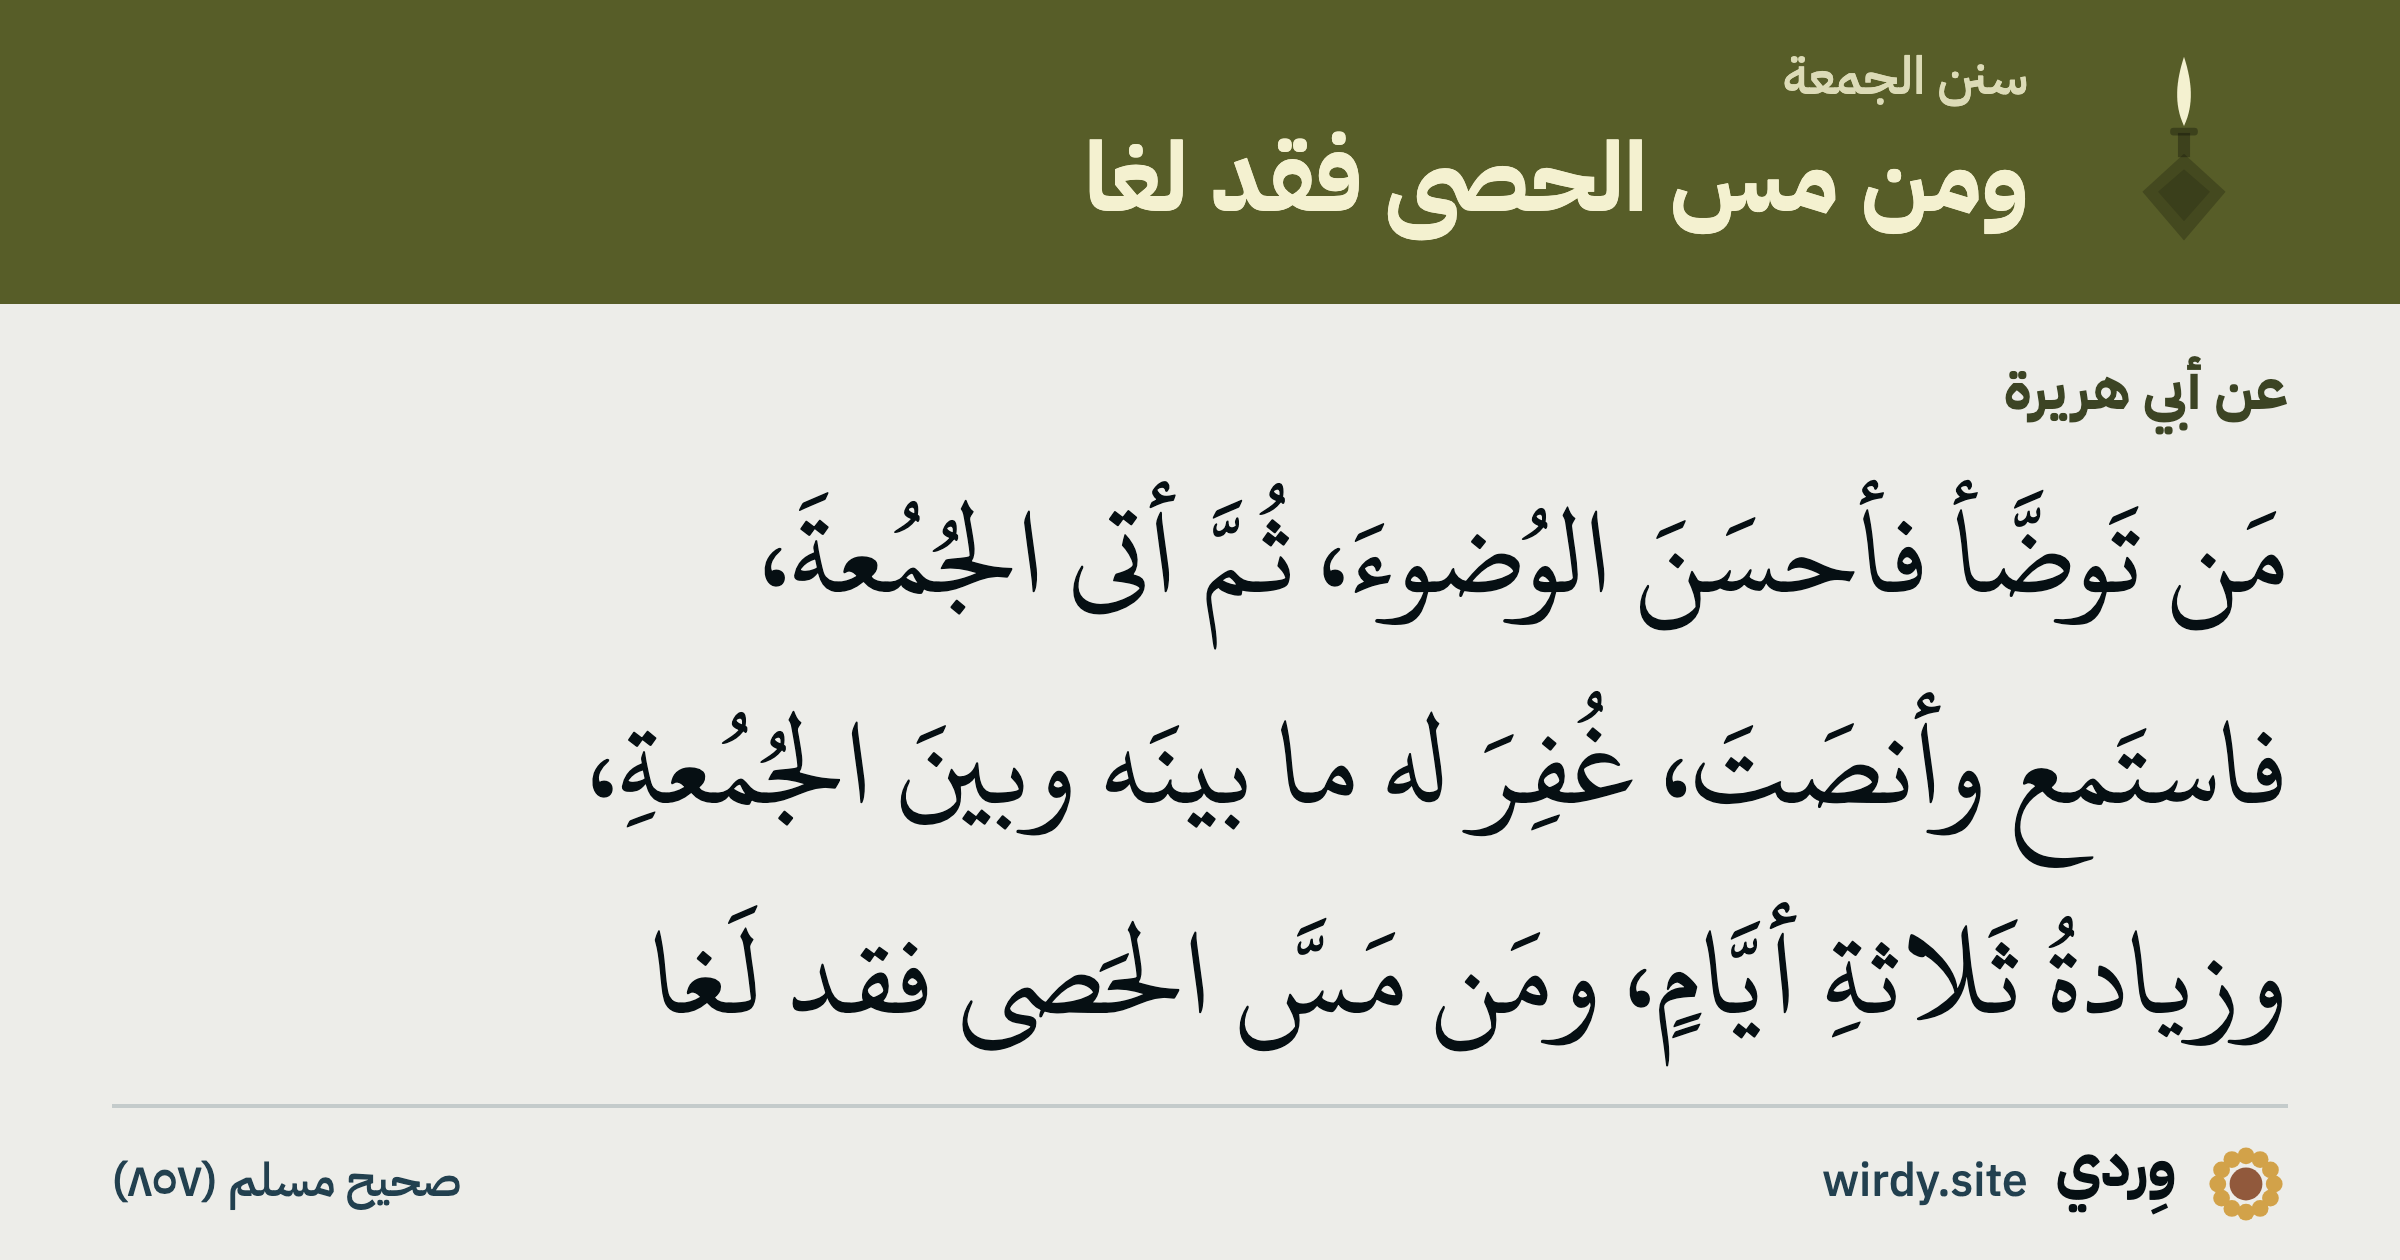 سنن الجمعة
ومن مس الحصى فقد لغا
عن أبي هريرة
مَن تَوضَّأ فأحسَنَ الوُضوءَ، ثُمَّ أتى الجُمُعةَ،
فاستَمع وأنصَتَ، غُفِرَ له ما بينَه وبينَ الجُمُعةِ،
وزيادةُ ثَلاثةِ أيَّامٍ، ومَن مَسَّ الحَصى فقد لَغا
وِردي wirdy.site
صحيح مسلم (٨٥٧)